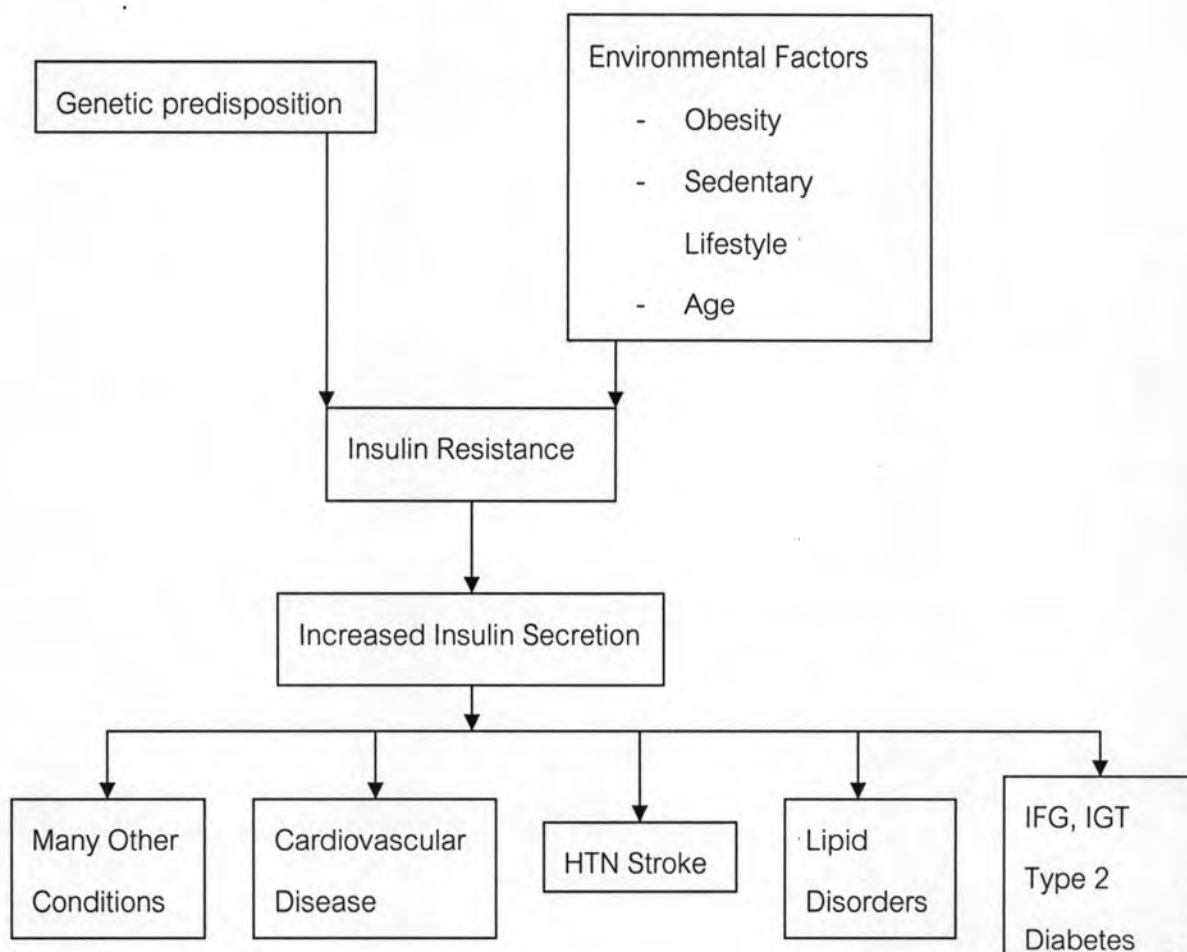 Genetic predisposition
Environmental Factors
- Obesity
- Sedentary
Lifestyle
- Age
Insulin Resistance
Increased Insulin Secretion
Many Other
Conditions
Cardiovascular
Disease
HTN Stroke
Lipid
Disorders
IFG, IGT
Type 2
Diabetes